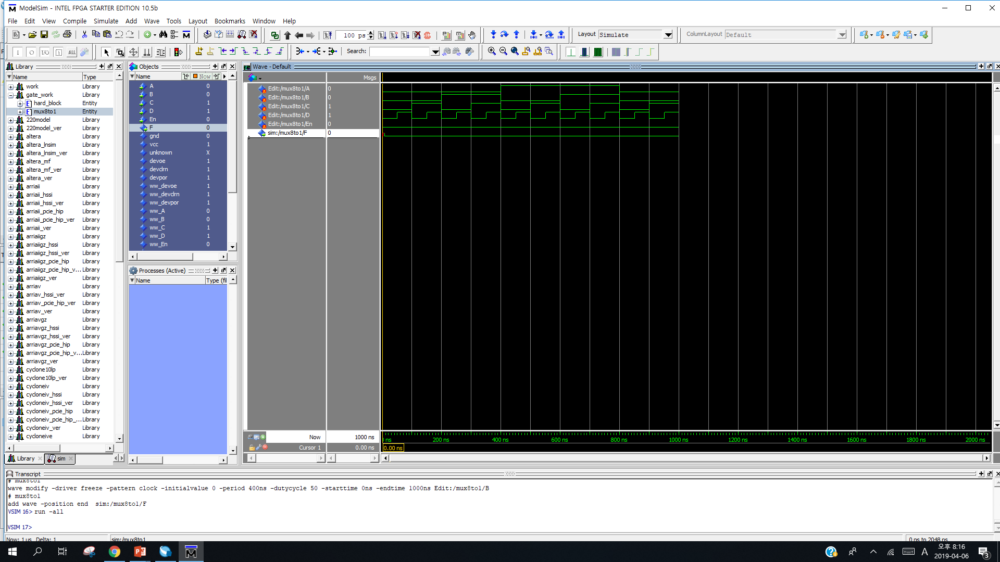 ModelSim - INTEL FPGA STARTER EDITION 10.5b
File Edit View Compile Simulate Add Wave Tools Layout Bookmarks Window Help
100 ps
Layout Simulate
ColumnLayout Default
Search:
Library
Name Type
work Library
gate_work Library
hard_block Entity
mux8to1 Entity
220model Library
220model_ver Library
altera Library
altera_lnsim Library
altera_lnsim_ver Library
altera_mf Library
altera_mf_ver Library
altera_ver Library
arriaii Library
arriaii_hssi Library
arriaii_hssi_ver Library
arriaii_pcie_hip Library
arriaii_pcie_hip_ver Library
arriaii_ver Library
arriaiigz Library
arriaiigz_hssi Library
arriaiigz_hssi_ver Library
arriaiigz_pcie_hip Library
arriaiigz_pcie_hip_v... Library
arriaiigz_ver Library
arriav Library
arriav_hssi_ver Library
arriav_pcie_hip_ver Library
arriav_ver Library
arriavgz Library
arriavgz_hssi Library
arriavgz_hssi_ver Library
arriavgz_pcie_hip Library
arriavgz_pcie_hip_v... Library
arriavgz_ver Library
cyclone10lp Library
cyclone10lp_ver Library
cycloneiv Library
cycloneiv_hssi Library
cycloneiv_hssi_ver Library
cycloneiv_pcie_hip Library
cycloneiv_pcie_hip_... Library
cycloneiv_ver Library
cycloneive Library
Library sim
Objects
Name Now
A 0
B 0
C 1
D 1
En 0
F 0
gnd 0
vcc 1
unknown X
devoe 1
devclrn 1
devpor 1
ww_devoe 1
ww_devclrn 1
ww_devpor 1
ww_A 0
ww_B 0
ww_C 1
ww_D 1
ww_En 0
Processes (Active)
Name Type (fil
Wave - Default
Msgs
Edit:/mux8to1/A 0
Edit:/mux8to1/B 0
Edit:/mux8to1/C 1
Edit:/mux8to1/D 1
Edit:/mux8to1/En 0
sim:/mux8to1/F 0
Now 1000 ns
ns 200 ns 400 ns 600 ns 800 ns 1000 ns 1200 ns 1400 ns 1600 ns 1800 ns 2000 ns
Cursor 1 0.00 ns
0.00 ns
Transcript
# mux8to1
wave modify -driver freeze -pattern clock -initialvalue 0 -period 400ns -dutycycle 50 -starttime 0ns -endtime 1000ns Edit:/mux8to1/B
# mux8to1
add wave -position end  sim:/mux8to1/F
VSIM 16> run -all
VSIM 17>
Now: 1 us Delta: 1
sim:/mux8to1
0 ns to 2048 ns
A
오후 8:16
2019-04-06
3